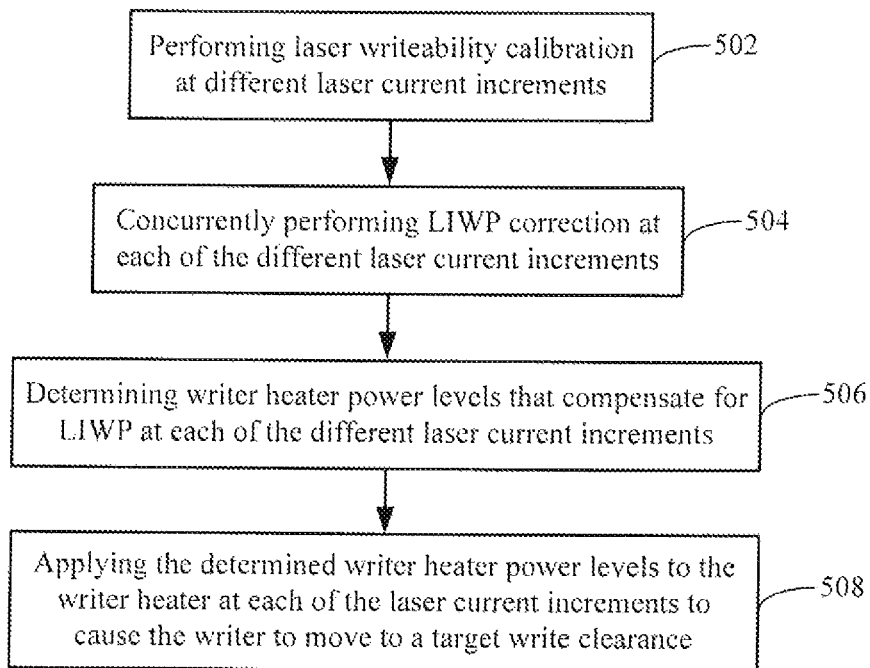 Performing laser writeability calibration
at different laser current increments
502
Concurrently performing LIWP correction at
each of the different laser current increments
504
Determining writer heater power levels that compensate for
LIWP at each of the different laser current increments
506
Applying the determined writer heater power levels to the
writer heater at each of the laser current increments to
cause the writer to move to a target write clearance
508